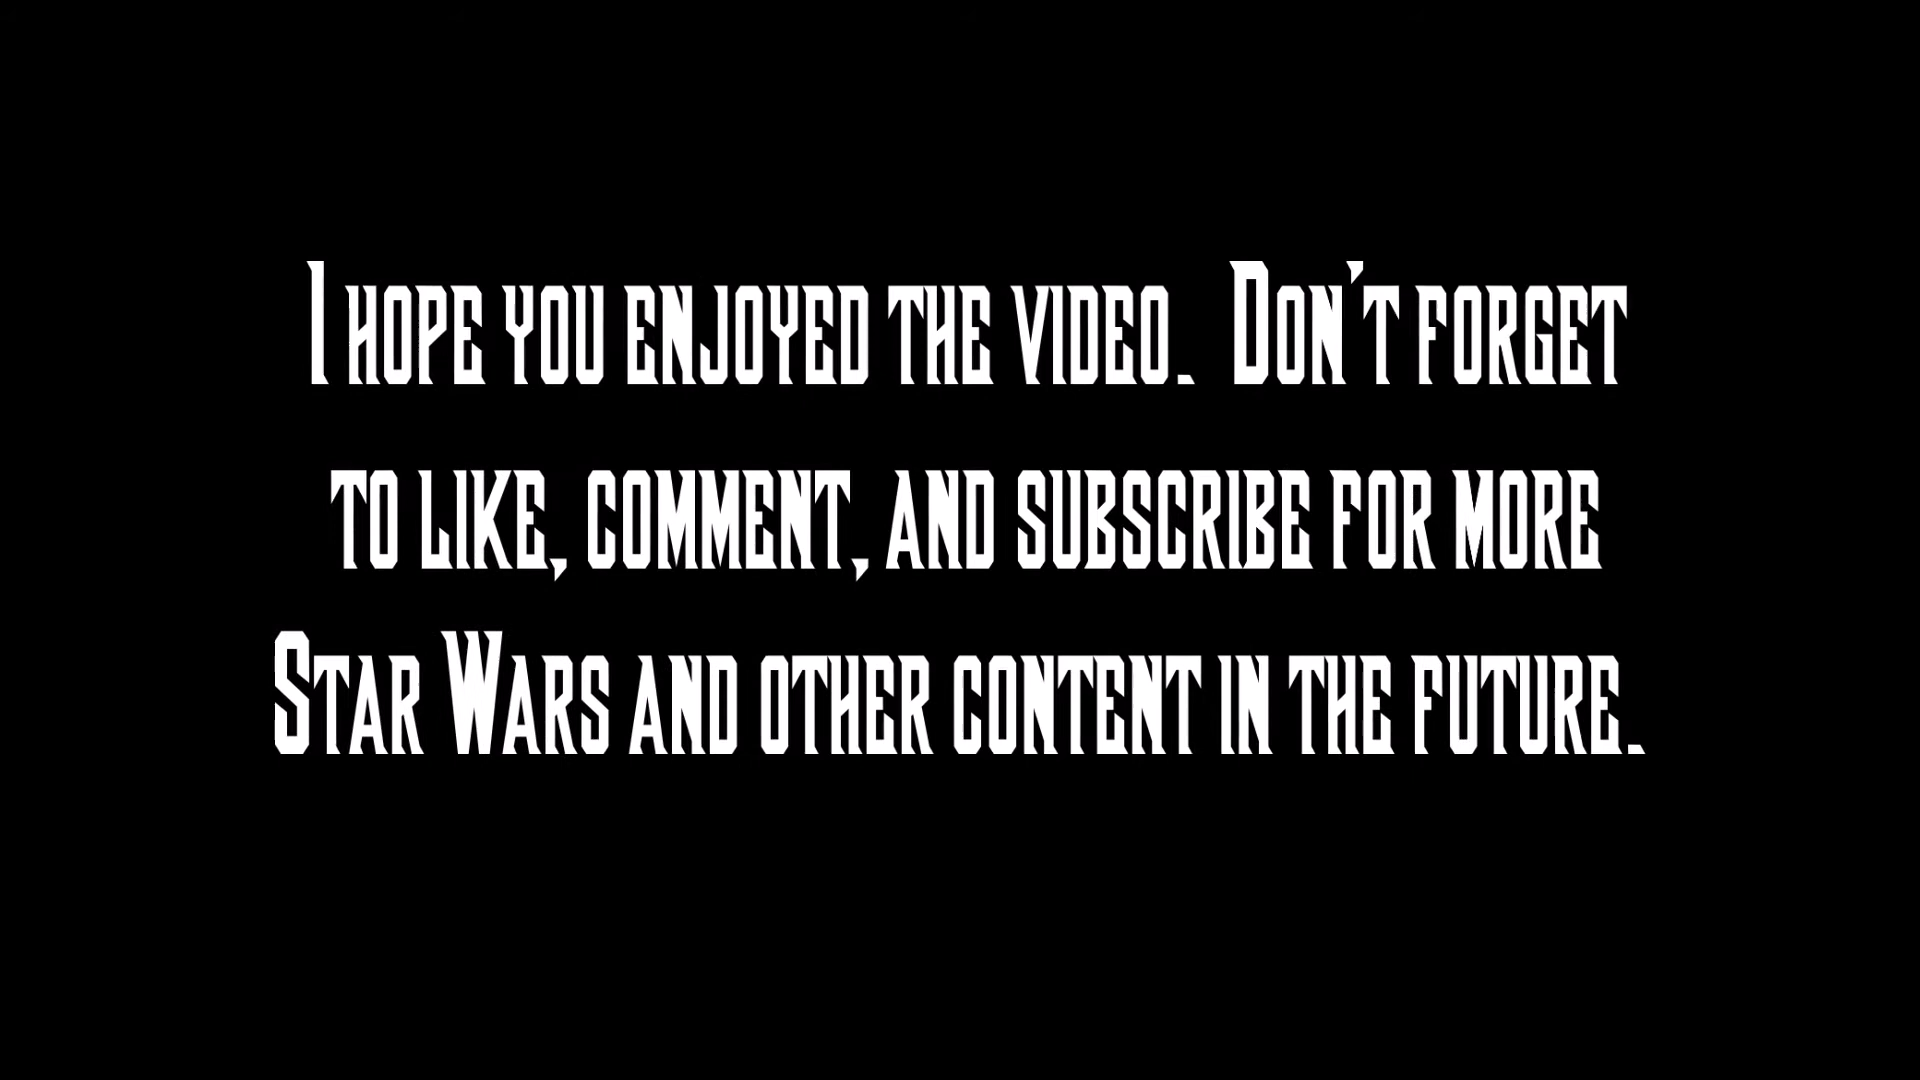 I hope you enjoyed the video.  Don't forget
to like, comment, and subscribe for more
Star Wars and other content in the future.